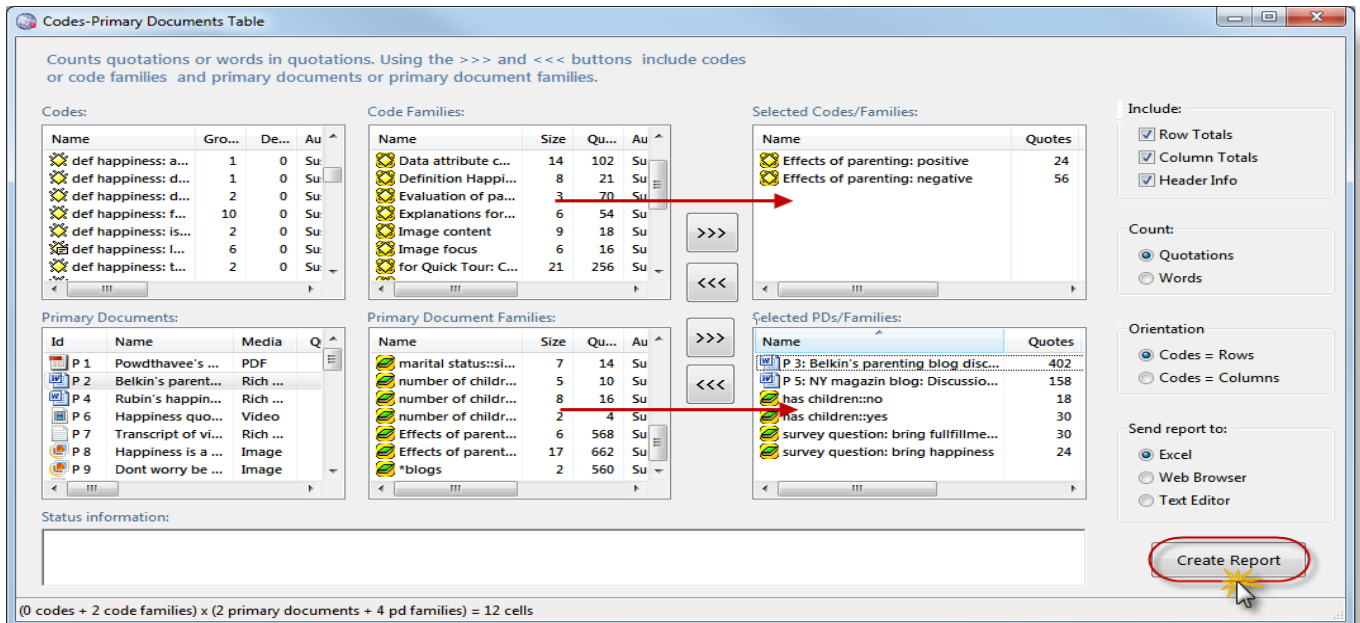 Codes-Primary Documents Table
Counts quotations or words in quotations. Using the >>> and <<< buttons include codes
or code families and primary documents or primary document families.
Codes:
Name Gro... De... Au
def happiness: a... 1 0 Su
def happiness: d... 1 0 Su
def happiness: d... 2 0 Su
def happiness: f... 10 0 Su
def happiness: is... 2 0 Su
def happiness: l... 6 0 Su
def happiness: t... 2 0 Su
Code Families:
Name Size Qu... Au
Data attribute c... 14 102 Su
Definition Happi... 8 21 Su
Evaluation of pa... 3 70 Su
Explanations for... 6 54 Su
Image content 9 18 Su
Image focus 6 16 Su
for Quick Tour: C... 21 256 Su
>>>
<<<
Selected Codes/Families:
Name Quotes
Effects of parenting: positive 24
Effects of parenting: negative 56
Primary Documents:
Id Name Media Q
P 1 Powdthavee's ... PDF
P 2 Belkin's parent... Rich ...
P 4 Rubin's happin... Rich ...
P 6 Happiness quo... Video
P 7 Transcript of vi... Rich ...
P 8 Happiness is a ... Image
P 9 Dont worry be ... Image
Primary Document Families:
Name Size Qu... Au
marital status::si... 7 14 Su
number of childr... 5 10 Su
number of childr... 8 16 Su
number of childr... 2 4 Su
Effects of parent... 6 568 Su
Effects of parent... 17 662 Su
*blogs 2 560 Su
>>>
<<<
Selected PDs/Families:
Name Quotes
P 3: Belkin's parenting blog disc... 402
P 5: NY magazin blog: Discussio... 158
has children::no 18
has children::yes 30
survey question: bring fullfillme... 30
survey question: bring happiness 24
Include:
Row Totals
Column Totals
Header Info
Count:
Quotations
Words
Orientation
Codes = Rows
Codes = Columns
Send report to:
Excel
Web Browser
Text Editor
Status information:
Create Report
(0 codes + 2 code families) x (2 primary documents + 4 pd families) = 12 cells